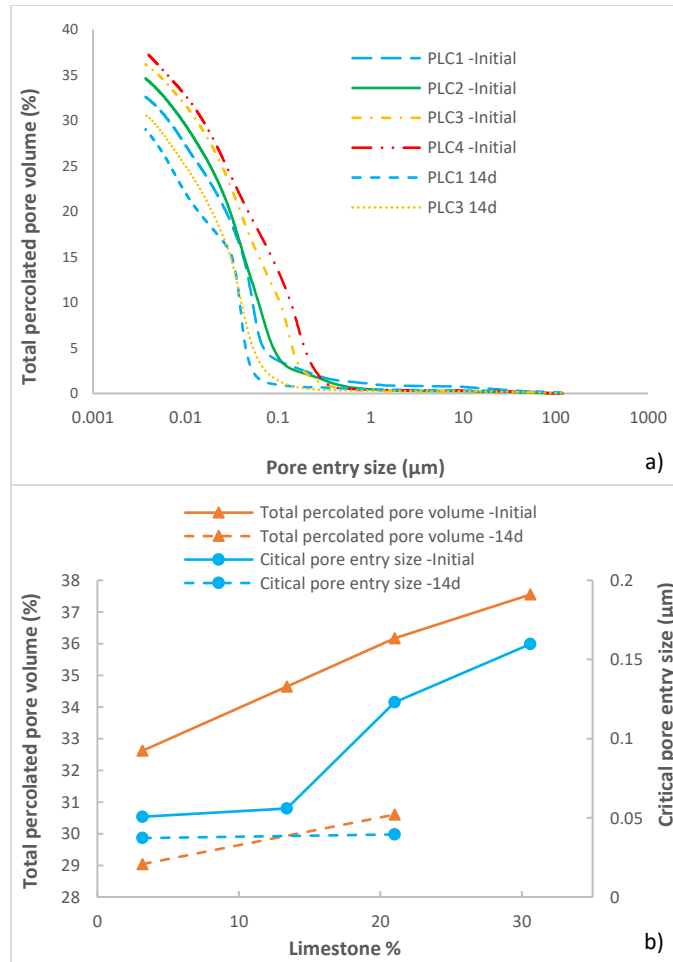 40
35
30
25
20
15
10
5
0
Total percolated pore volume (%)
PLC1 -Initial
PLC2 -Initial
PLC3 -Initial
PLC4 -Initial
PLC1 14d
PLC3 14d
0.001 0.01 0.1 1 10 100 1000
Pore entry size (μm)
a)
Total percolated pore volume -Initial
Total percolated pore volume -14d
Citical pore entry size -Initial
Citical pore entry size -14d
38
37
36
35
34
33
32
31
30
29
28
Total percolated pore volume (%)
0.2
0.15
0.1
0.05
0
Critical pore entry size (μm)
0 10 20 30
Limestone %
b)